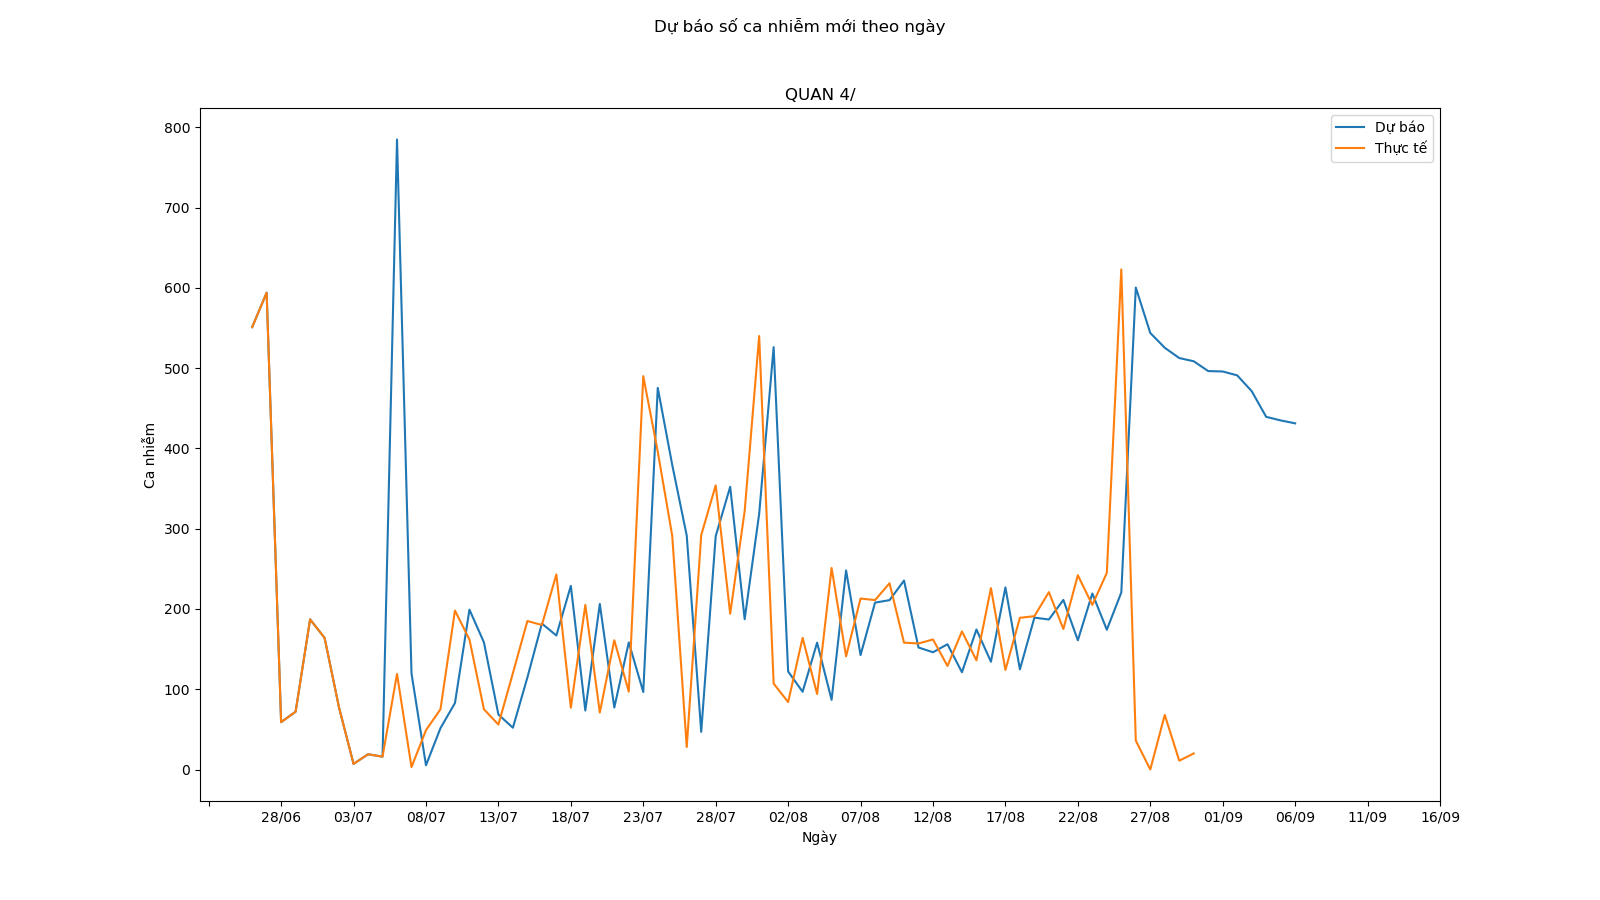 Dự báo số ca nhiễm mới theo ngày
QUAN 4/
Dự báo
Thực tế
800
700
600
500
400
300
200
100
0
Ca nhiễm
28/06 03/07 08/07 13/07 18/07 23/07 28/07 02/08 07/08 12/08 17/08 22/08 27/08 01/09 06/09 11/09 16/09
Ngày